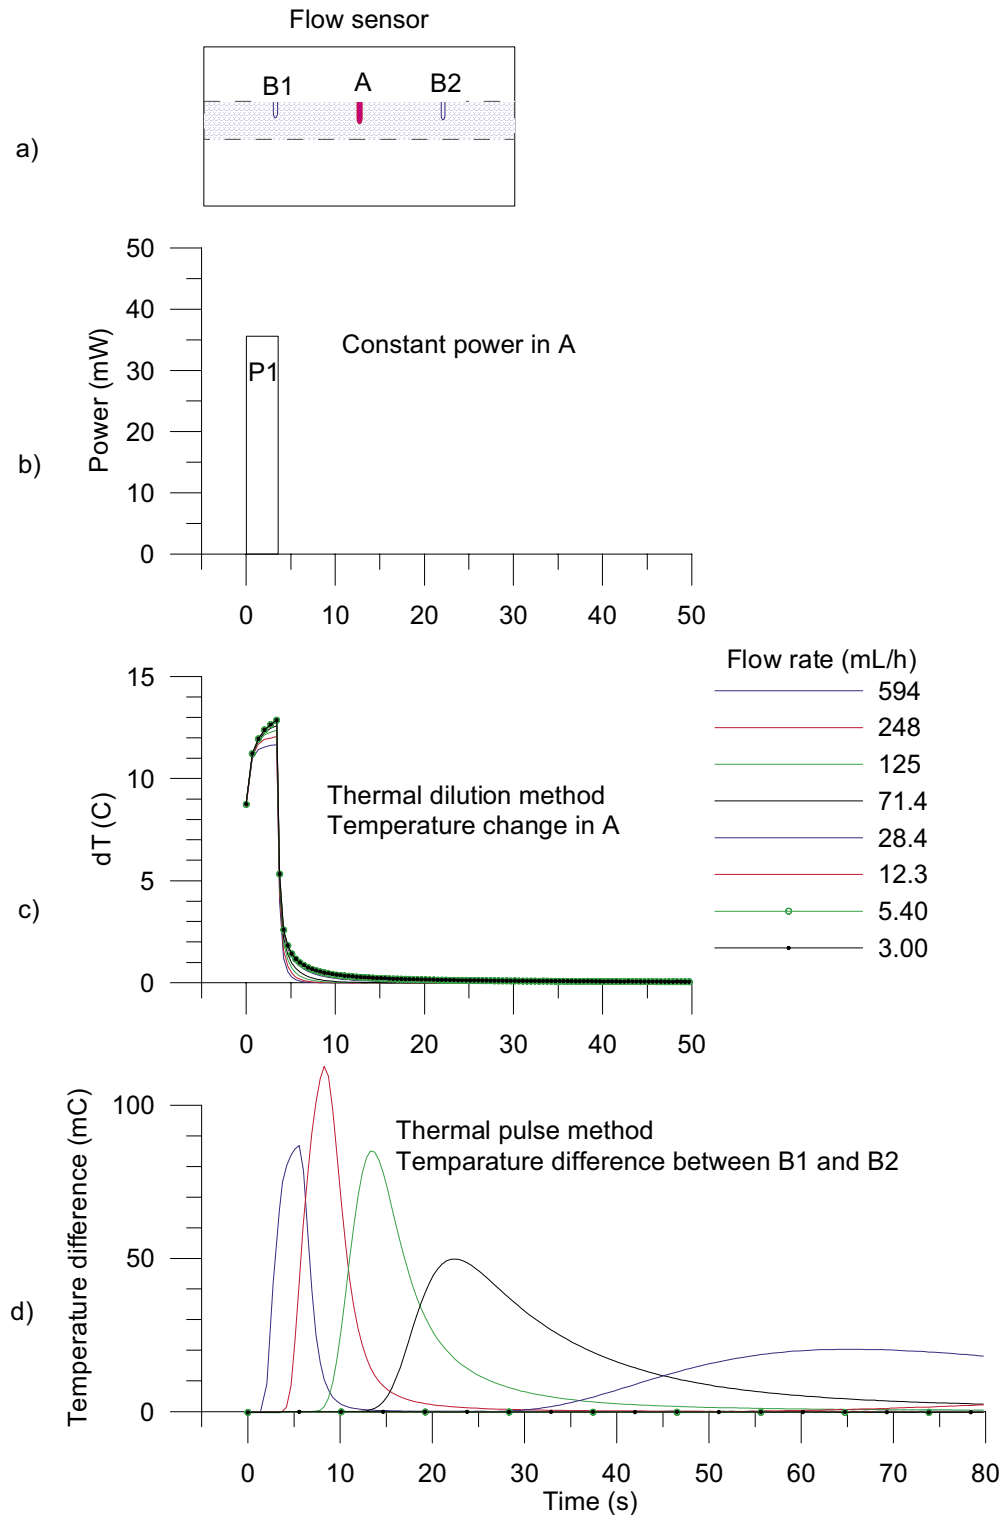 Flow sensor
B1 A B2
a)
50
40
30
20
10
0
Power (mW)
P1
Constant power in A
b)
0 10 20 30 40 50
Flow rate (mL/h)
594
248
125
71.4
28.4
12.3
5.40
3.00
15
10
5
0
dT (C)
Thermal dilution method
Temperature change in A
c)
0 10 20 30 40 50
100
50
0
Temperature difference (mC)
Thermal pulse method
Temparature difference between B1 and B2
d)
0 10 20 30 40 50 60 70 80
Time (s)